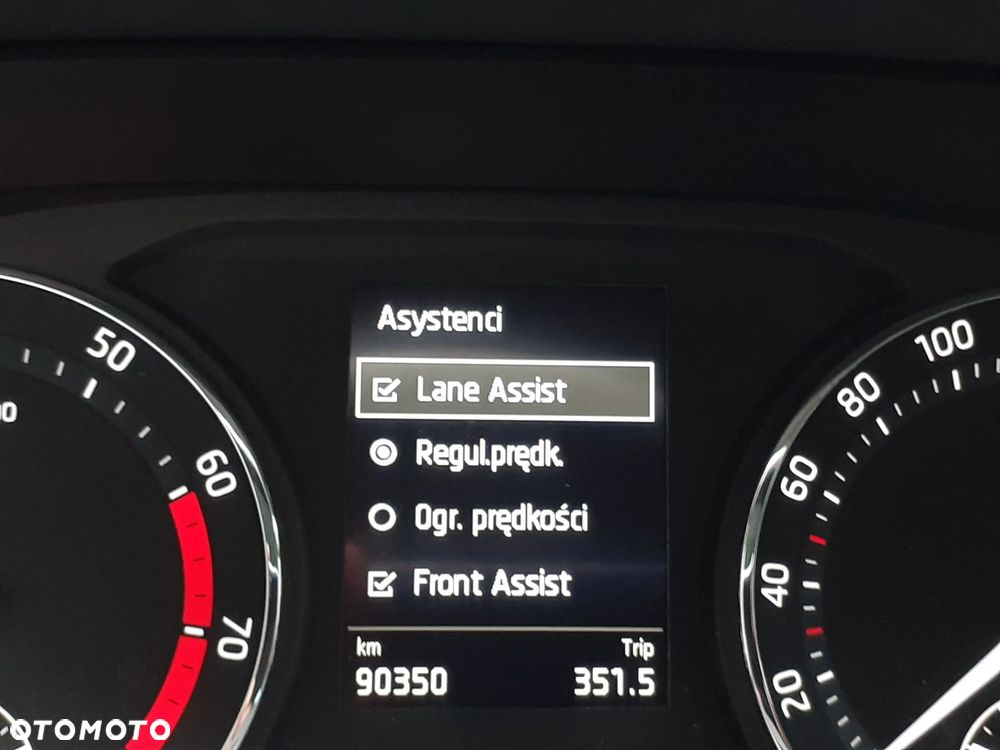 Asystenci
Lane Assist
Regul.prędk.
Ogr. prędkości
Front Assist
km Trip
90350 351.5
50
60
70
100
80
60
40
20
OTOMOTO